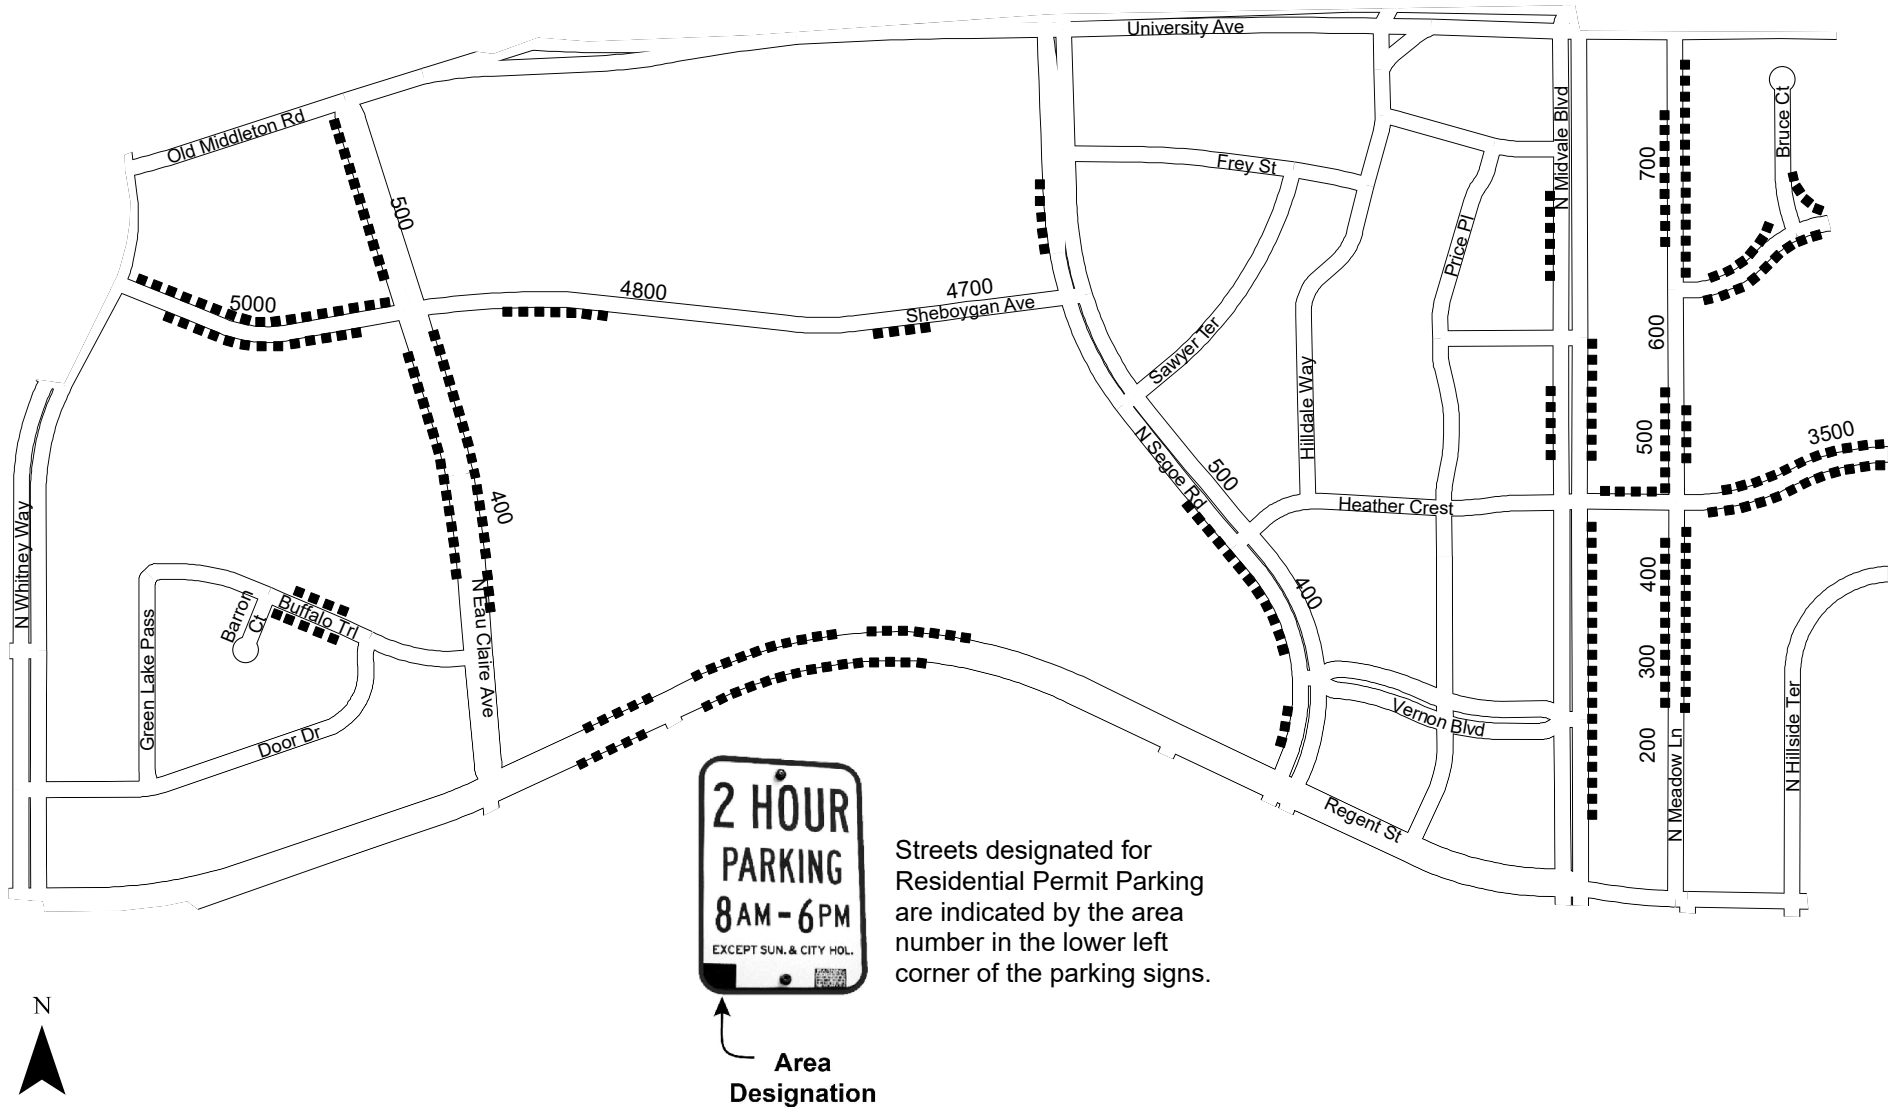 University Ave
Old Middleton Rd
Frey St
N Midvale Blvd
Bruce Ct
700
500
5000
4800
4700
Sheboygan Ave
Price Pl
600
Sawyer Ter
Hilldale Way
N Segoe Rd
500
500
3500
Heather Crest
N Whitney Way
400
N Eau Claire Ave
Green Lake Pass
Barron
Ct
Buffalo Trl
Door Dr
400
400
300
200
Vernon Blvd
N Meadow Ln
N Hillside Ter
Regent St
2 HOUR
PARKING
8AM-6PM
EXCEPT SUN. & CITY HOL.
Streets designated for
Residential Permit Parking
are indicated by the area
number in the lower left
corner of the parking signs.
Area
Designation
N